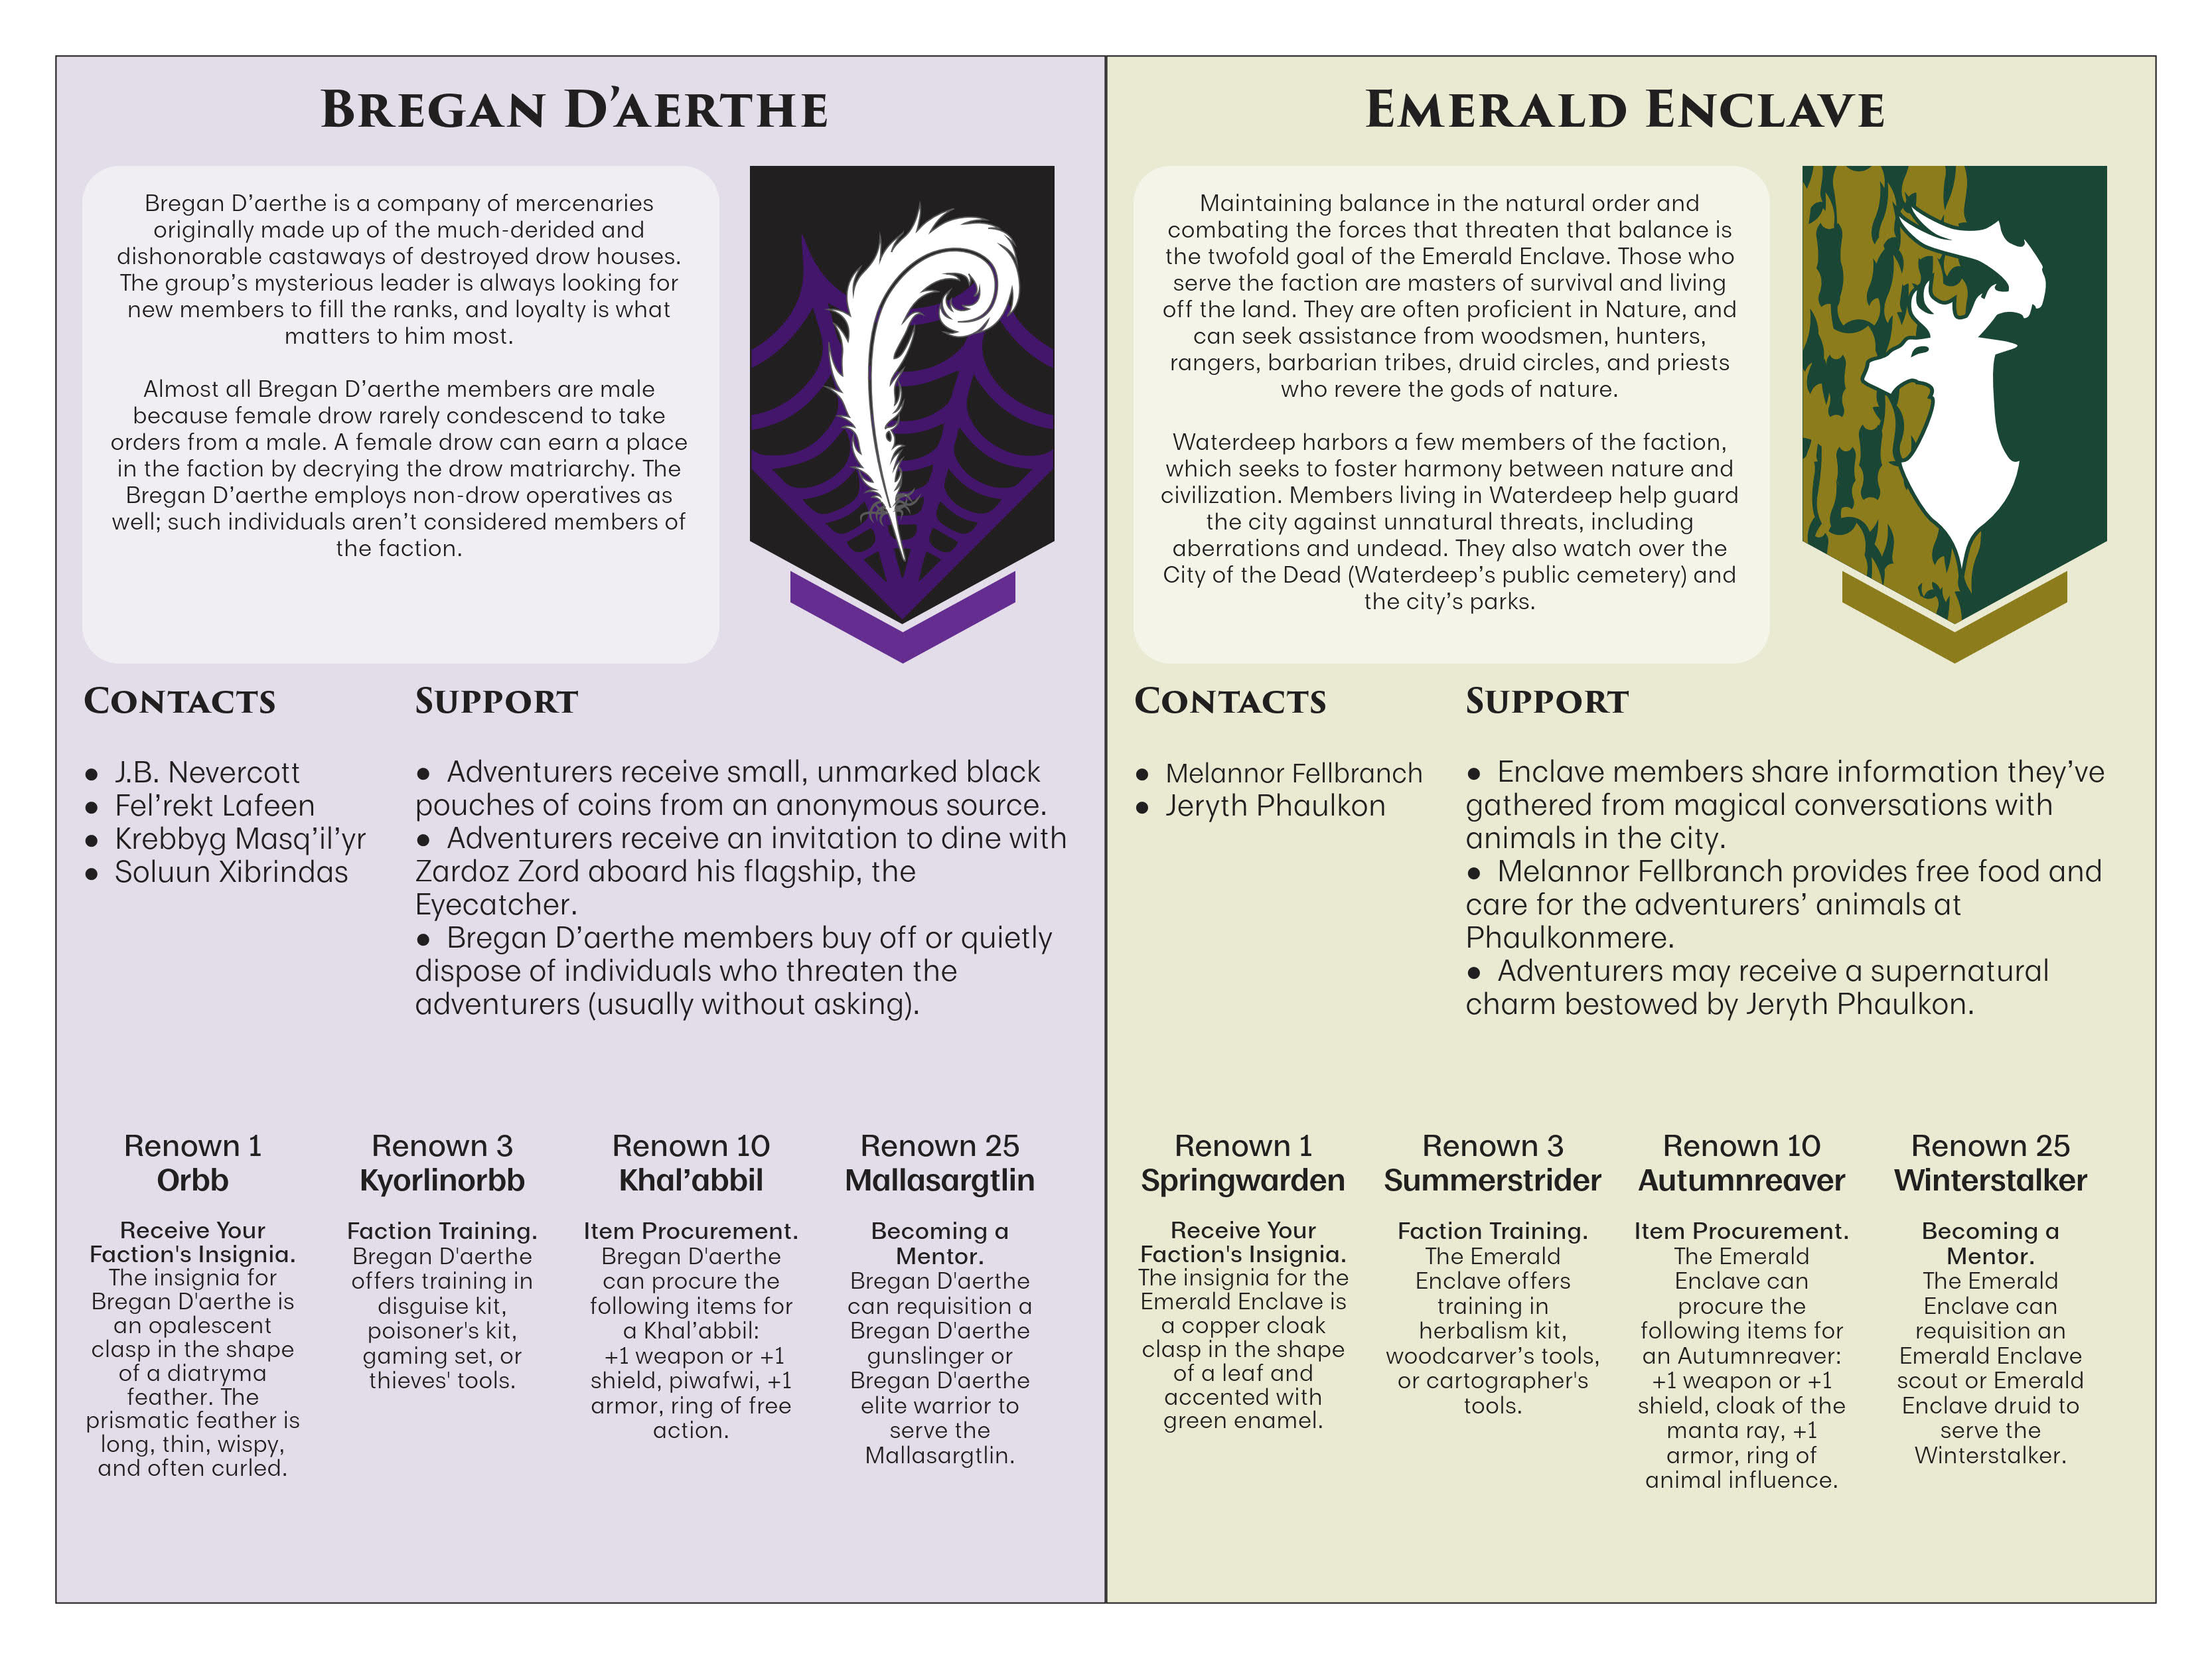 BREGAN D’AERTHE
Bregan D’aerthe is a company of mercenaries
originally made up of the much-derided and
dishonorable castaways of destroyed drow houses.
The group’s mysterious leader is always looking for
new members to fill the ranks, and loyalty is what
matters to him most.
Almost all Bregan D’aerthe members are male
because female drow rarely condescend to take
orders from a male. A female drow can earn a place
in the faction by decrying the drow matriarchy. The
Bregan D’aerthe employs non-drow operatives as
well; such individuals aren’t considered members of
the faction.
CONTACTS
● J.B. Nevercott
● Fel’rekt Lafeen
● Krebbyg Masq’il’yr
● Soluun Xibrindas
SUPPORT
● Adventurers receive small, unmarked black
pouches of coins from an anonymous source.
● Adventurers receive an invitation to dine with
Zardoz Zord aboard his flagship, the
Eyecatcher.
● Bregan D’aerthe members buy off or quietly
dispose of individuals who threaten the
adventurers (usually without asking).
Renown 1
Orbb
Receive Your
Faction's Insignia.
The insignia for
Bregan D'aerthe is
an opalescent
clasp in the shape
of a diatryma
feather. The
prismatic feather is
long, thin, wispy,
and often curled.
Renown 3
Kyorlinorbb
Faction Training.
Bregan D'aerthe
offers training in
disguise kit,
poisoner's kit,
gaming set, or
thieves' tools.
Renown 10
Khal’abbil
Item Procurement.
Bregan D'aerthe
can procure the
following items for
a Khal’abbil:
+1 weapon or +1
shield, piwafwi, +1
armor, ring of free
action.
Renown 25
Mallasargtlin
Becoming a
Mentor.
Bregan D'aerthe
can requisition a
Bregan D'aerthe
gunslinger or
Bregan D'aerthe
elite warrior to
serve the
Mallasargtlin.
EMERALD ENCLAVE
Maintaining balance in the natural order and
combating the forces that threaten that balance is
the twofold goal of the Emerald Enclave. Those who
serve the faction are masters of survival and living
off the land. They are often proficient in Nature, and
can seek assistance from woodsmen, hunters,
rangers, barbarian tribes, druid circles, and priests
who revere the gods of nature.
Waterdeep harbors a few members of the faction,
which seeks to foster harmony between nature and
civilization. Members living in Waterdeep help guard
the city against unnatural threats, including
aberrations and undead. They also watch over the
City of the Dead (Waterdeep’s public cemetery) and
the city’s parks.
CONTACTS
● Melannor Fellbranch
● Jeryth Phaulkon
SUPPORT
● Enclave members share information they’ve
gathered from magical conversations with
animals in the city.
● Melannor Fellbranch provides free food and
care for the adventurers’ animals at
Phaulkonmere.
● Adventurers may receive a supernatural
charm bestowed by Jeryth Phaulkon.
Renown 1
Springwarden
Receive Your
Faction's Insignia.
The insignia for the
Emerald Enclave is
a copper cloak
clasp in the shape
of a leaf and
accented with
green enamel.
Renown 3
Summerstrider
Faction Training.
The Emerald
Enclave offers
training in
herbalism kit,
woodcarver’s tools,
or cartographer's
tools.
Renown 10
Autumnreaver
Item Procurement.
The Emerald
Enclave can
procure the
following items for
an Autumnreaver:
+1 weapon or +1
shield, cloak of the
manta ray, +1
armor, ring of
animal influence.
Renown 25
Winterstalker
Becoming a
Mentor.
The Emerald
Enclave can
requisition an
Emerald Enclave
scout or Emerald
Enclave druid to
serve the
Winterstalker.